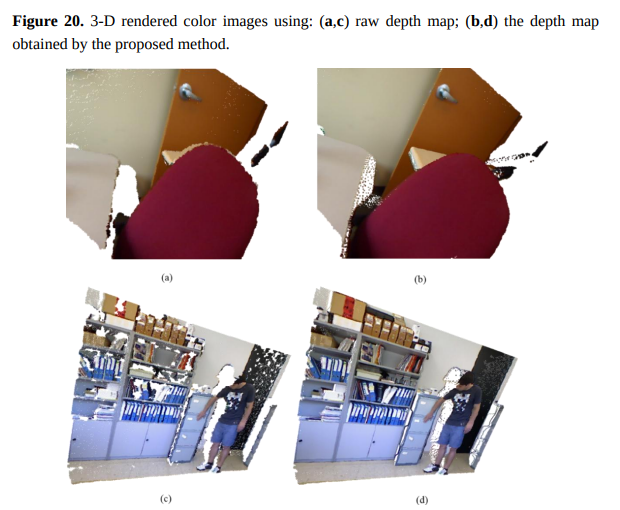 Figure 20. 3-D rendered color images using: (a,c) raw depth map; (b,d) the depth map
obtained by the proposed method.
(a)
(b)
(c)
(d)